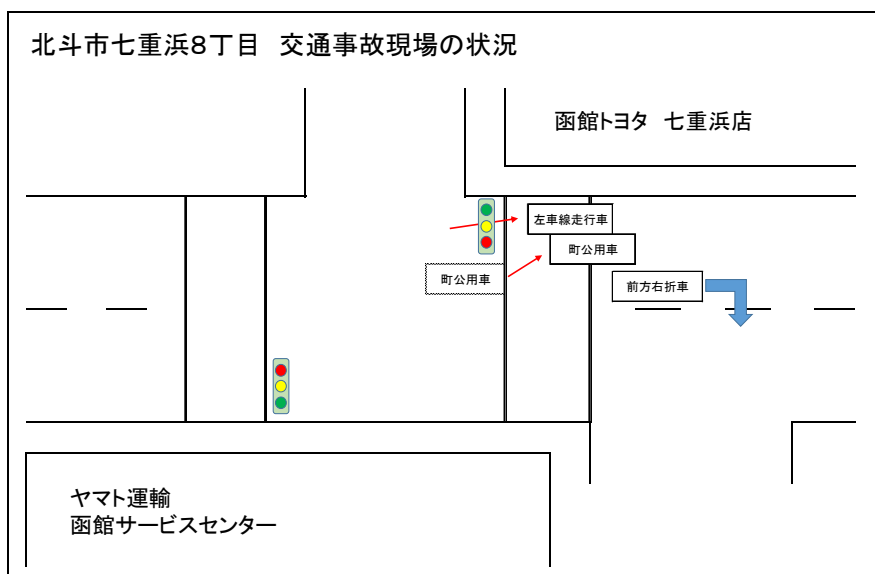 北斗市七重浜8丁目 交通事故現場の状況
函館トヨタ 七重浜店
左車線走行車
町公用車
町公用車
前方右折車
ヤマト運輸
函館サービスセンター